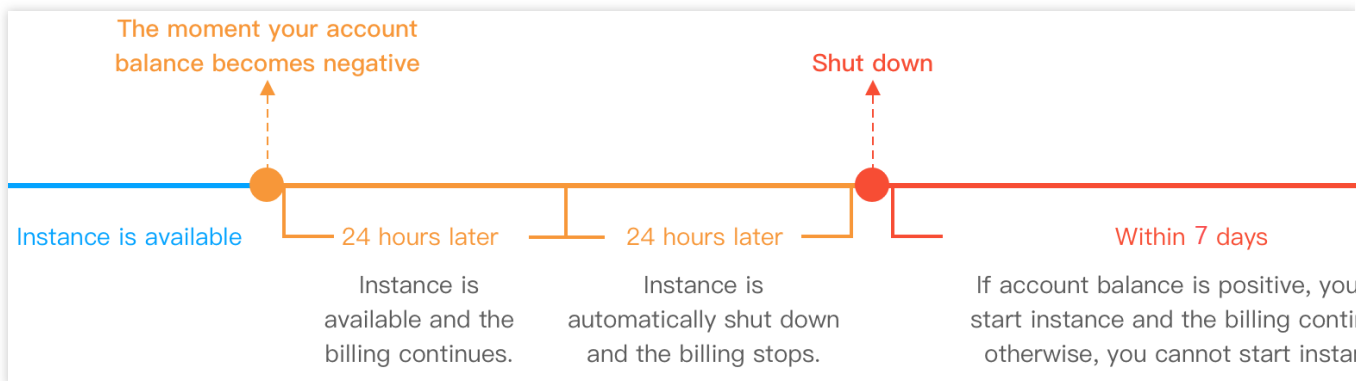 The moment your account
balance becomes negative
Shut down
Instance is available
24 hours later
24 hours later
Within 7 days
Instance is
available and the
billing continues.
Instance is
automatically shut down
and the billing stops.
If account balance is positive, you
start instance and the billing
otherwise, you cannot start